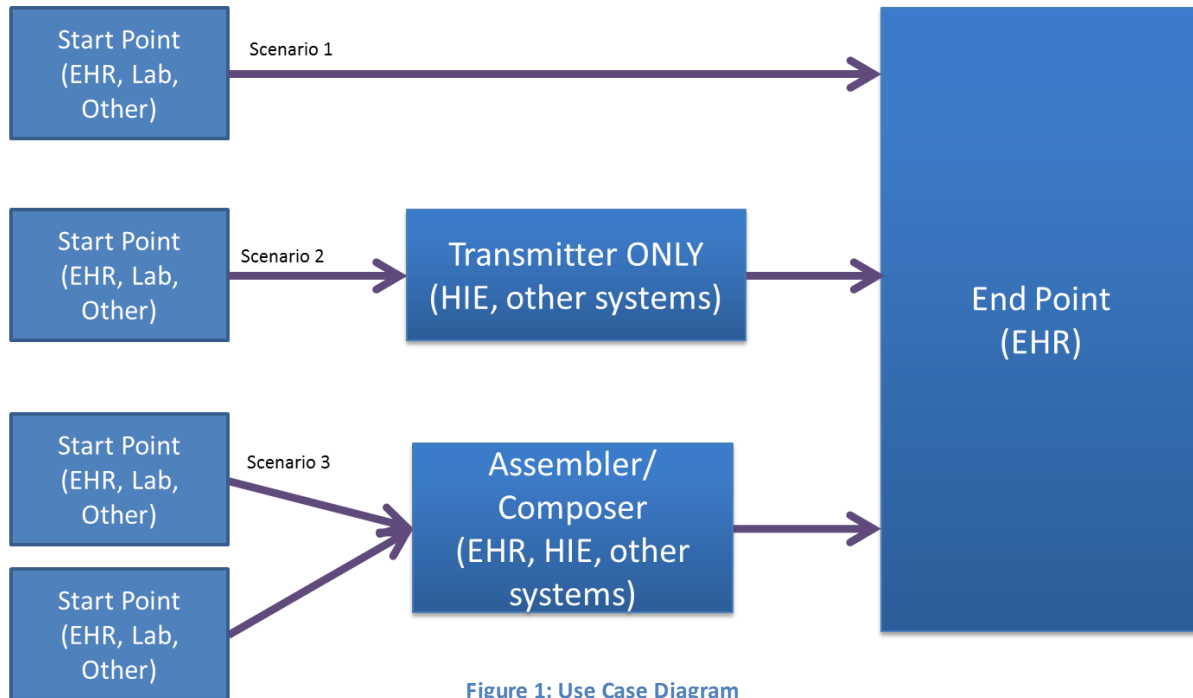 Start Point
(EHR, Lab,
Other)
Scenario 1
Start Point
(EHR, Lab,
Other)
Scenario 2
Transmitter ONLY
(HIE, other systems)
End Point
(EHR)
Start Point
(EHR, Lab,
Other)
Scenario 3
Assembler/
Composer
(EHR, HIE, other
systems)
Start Point
(EHR, Lab,
Other)
Figure 1: Use Case Diagram